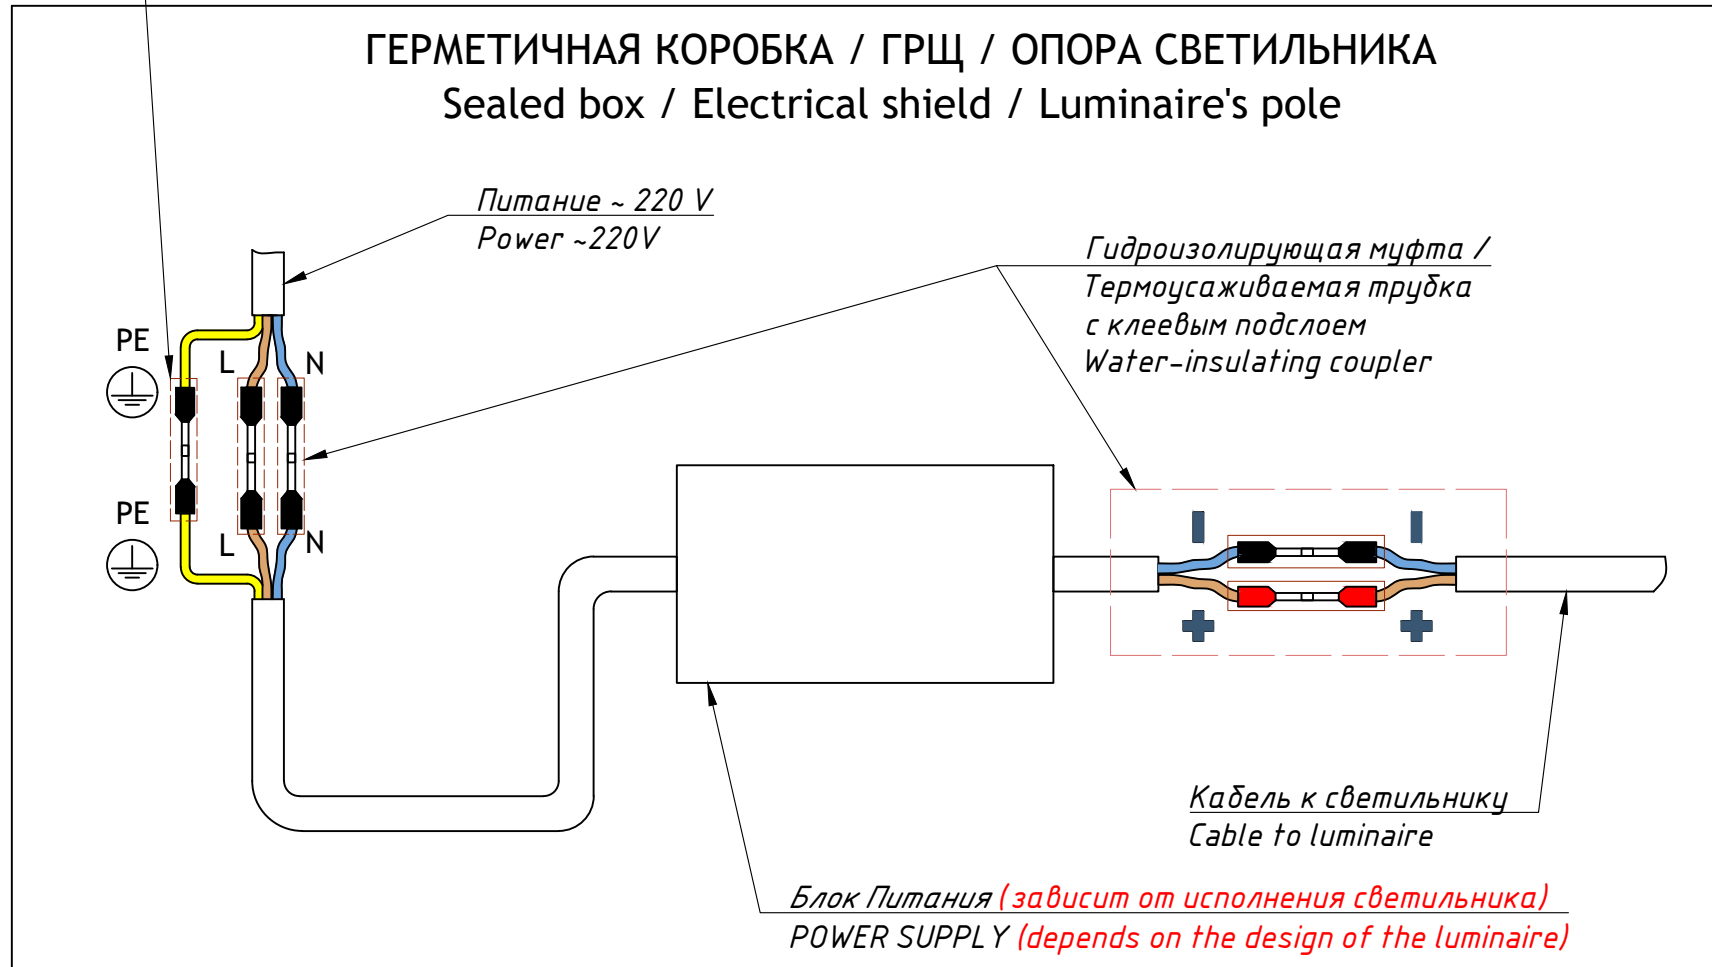 ГЕРМЕТИЧНАЯ КОРОБКА / ГРЩ / ОПОРА СВЕТИЛЬНИКА
Sealed box / Electrical shield / Luminaire's pole
Питание ~ 220 V
Power ~220V
Гидроизолирующая муфта /
Термоусаживаемая трубка
с клеевым подслоем
Water-insulating coupler
PE
L
N
PE
L
N
Кабель к светильнику
Cable to luminaire
Блок Питания (зависит от исполнения светильника)
POWER SUPPLY (depends on the design of the luminaire)